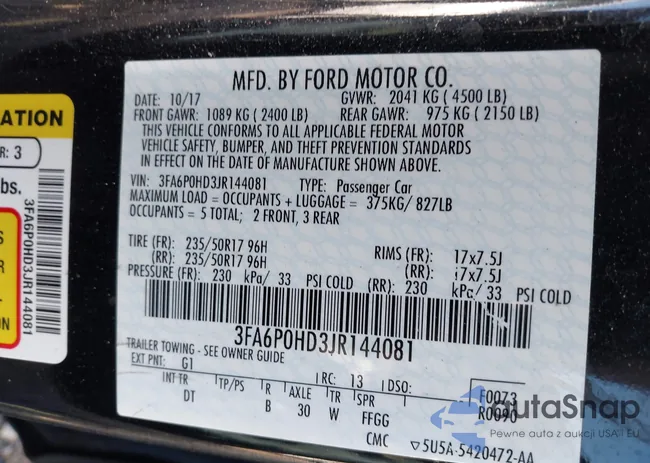 MFD. BY FORD MOTOR CO.
DATE: 10/17 GVWR: 2041 KG ( 4500 LB)
FRONT GAWR: 1089 KG ( 2400 LB) REAR GAWR: 975 KG ( 2150 LB)
THIS VEHICLE CONFORMS TO ALL APPLICABLE FEDERAL MOTOR
VEHICLE SAFETY, BUMPER, AND THEFT PREVENTION STANDARDS
IN EFFECT ON THE DATE OF MANUFACTURE SHOWN ABOVE.
VIN: 3FA6P0HD3JR144081 TYPE: Passenger Car
MAXIMUM LOAD = OCCUPANTS + LUGGAGE = 375KG/ 827LB
OCCUPANTS = 5 TOTAL; 2 FRONT, 3 REAR
TIRE (FR): 235/50R17 96H RIMS (FR): 17x7.5J
(RR): 235/50R17 96H (RR): 17x7.5J
PRESSURE (FR): 230 kPa/ 33 PSI COLD (RR): 230 kPa/ 33 PSI COLD
3FA6P0HD3JR144081
TRAILER TOWING - SEE OWNER GUIDE
EXT PNT: G1 RC: 13 DSO: F0073
INT TR TP/PS R AXLE TR SPR R0090
DT B 30 W FFGG
CMC ▽5U5A-5420472-AA
ATION
R: 3
bs.
S
R
ON
3FA6P0HD3JR144081
autoSnap
Pewne auta z aukcji USA i EU